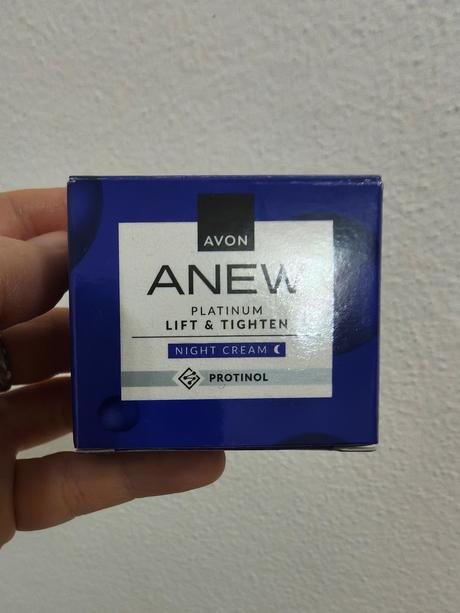 AVON
ANEW
PLATINUM
LIFT & TIGHTEN
NIGHT CREAM
PROTINOL